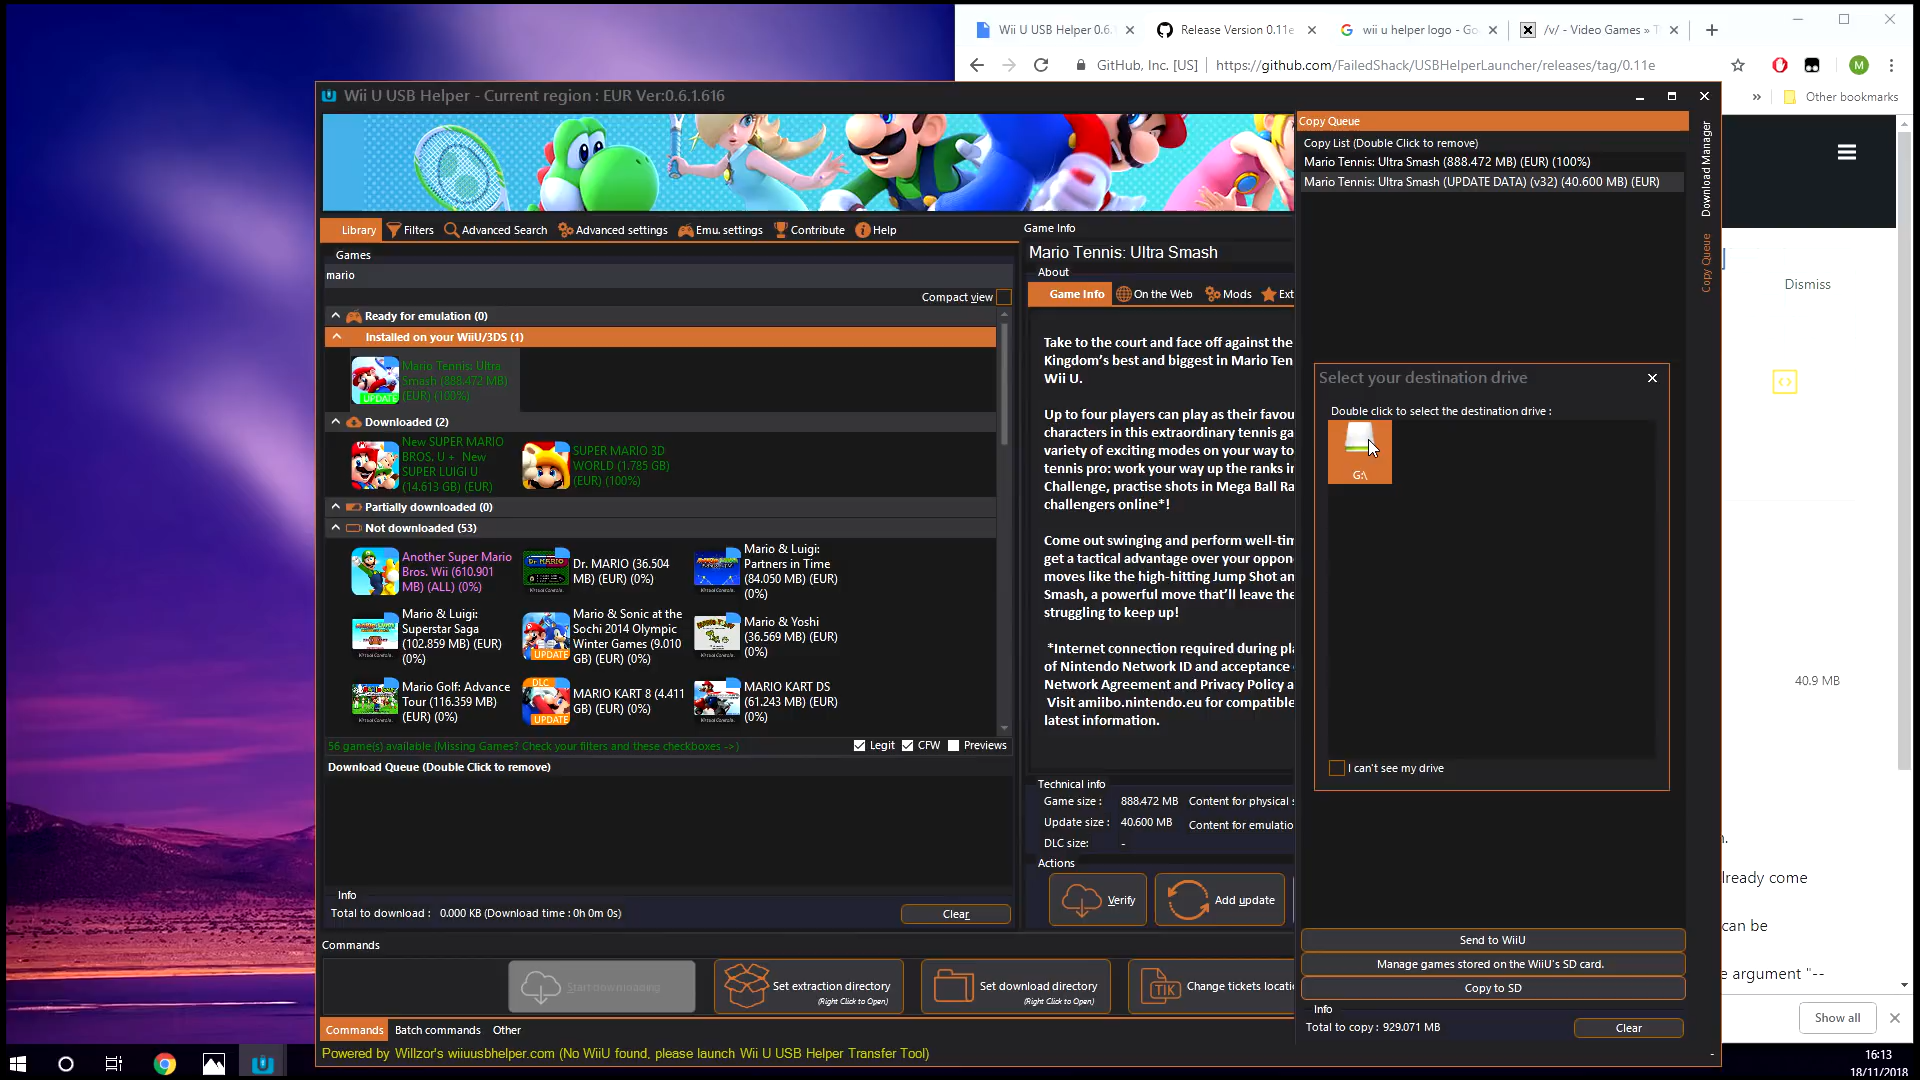 Wii U USB Helper 0.6.1
Release Version 0.11e
wii u helper logo - Go
/v/ - Video Games » T
GitHub, Inc. [US]
https://github.com/FailedShack/USBHelperLauncher/releases/tag/0.11e
M
» Other bookmarks
Wii U USB Helper - Current region : EUR Ver:0.6.1.616
Copy Queue
Copy List (Double Click to remove)
Mario Tennis: Ultra Smash (888.472 MB) (EUR) (100%)
Mario Tennis: Ultra Smash (UPDATE DATA) (v32) (40.600 MB) (EUR)
Download Manager
Copy Queue
Library
Filters
Advanced Search
Advanced settings
Emu. settings
Contribute
Help
Games
mario
Compact view
Ready for emulation (0)
Installed on your WiiU/3DS (1)
Mario Tennis: Ultra
Smash (888.472 MB)
(EUR) (100%)
UPDATE
Downloaded (2)
New SUPER MARIO
BROS. U + New
SUPER LUIGI U
(14.613 GB) (EUR)
SUPER MARIO 3D
WORLD (1.785 GB)
(EUR) (100%)
Partially downloaded (0)
Not downloaded (53)
Another Super Mario
Bros. Wii (610.901
MB) (ALL) (0%)
Dr. MARIO
Dr. MARIO (36.504
MB) (EUR) (0%)
Mario & Luigi:
Partners in Time
(84.050 MB) (EUR)
(0%)
Mario & Luigi:
Superstar Saga
(102.859 MB) (EUR)
(0%)
UPDATE
Mario & Sonic at the
Sochi 2014 Olympic
Winter Games (9.010
GB) (EUR) (0%)
Mario & Yoshi
(36.569 MB) (EUR)
(0%)
Mario Golf: Advance
Tour (116.359 MB)
(EUR) (0%)
DLC
UPDATE
MARIO KART 8 (4.411
GB) (EUR) (0%)
MARIO KART DS
(61.243 MB) (EUR)
(0%)
56 game(s) available (Missing Games? Check your filters and these checkboxes ->)
Legit
CFW
Previews
Download Queue (Double Click to remove)
Info
Total to download : 0.000 KB (Download time : 0h 0m 0s)
Clear
Game Info
Mario Tennis: Ultra Smash
About
Game Info
On the Web
Mods
Ext
Take to the court and face off against the
Kingdom's best and biggest in Mario Ten
Wii U.
Up to four players can play as their favou
characters in this extraordinary tennis ga
variety of exciting modes on your way to
tennis pro: work your way up the ranks in
Challenge, practise shots in Mega Ball Ra
challengers online*!
Come out swinging and perform well-tim
get a tactical advantage over your oppon
moves like the high-hitting Jump Shot an
Smash, a powerful move that'll leave the
struggling to keep up!
*Internet connection required during pla
of Nintendo Network ID and acceptance
Network Agreement and Privacy Policy a
Visit amiibo.nintendo.eu for compatible
latest information.
Technical info
Game size : 888.472 MB
Content for physical s
Update size : 40.600 MB
Content for emulatio
DLC size: -
Actions
Verify
Add update
Commands
Start downloading
Set extraction directory
(Right Click to Open)
Set download directory
(Right Click to Open)
TIK
Change tickets locati
Commands
Batch commands
Other
Powered by Willzor's wiiuusbhelper.com (No WiiU found, please launch Wii U USB Helper Transfer Tool)
Select your destination drive
Double click to select the destination drive :
G:\
I can't see my drive
Send to WiiU
Manage games stored on the WiiU's SD card.
Copy to SD
Info
Total to copy : 929.071 MB
Clear
Dismiss
40.9 MB
lready come
can be
e argument "--
Show all
16:13
18/11/2018